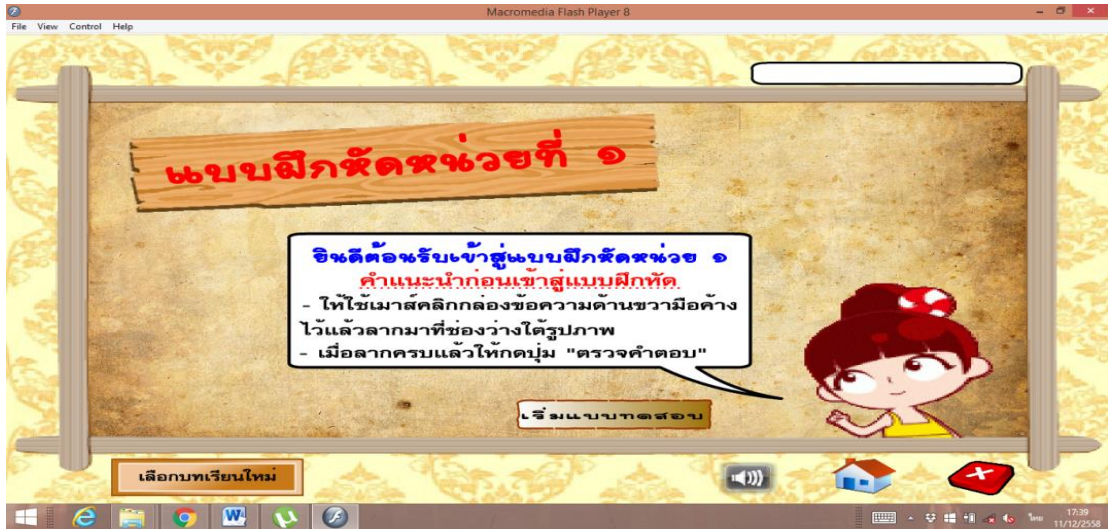 Macromedia Flash Player 8
File View Control Help
แบบฝึกหัดหน่วยที่ ๑
ยินดีต้อนรับเข้าสู่แบบฝึกหัดหน่วย ๑
คำแนะนำก่อนเข้าสู่แบบฝึกหัด
- ให้ใช้เมาส์คลิกกล่องข้อความด้านขวามือค้าง
ไว้แล้วลากมาที่ช่องว่างใต้รูปภาพ
- เมื่อลากครบแล้วให้กดปุ่ม "ตรวจคำตอบ"
เริ่มแบบทดสอบ
เลือกบทเรียนใหม่
ไทย
17:39
11/12/2558